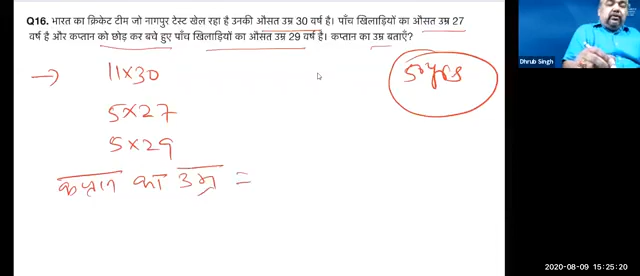 Q16. भारत का क्रिकेट टीम जो नागपुर टेस्ट खेल रहा है उनकी औसत उम्र 30 वर्ष है। पाँच खिलाड़ियों का औसत उम्र 27
वर्ष है और कप्तान को छोड़ कर बचे हुए पाँच खिलाड़ियों का औसत उम्र 29 वर्ष है। कप्तान का उम्र बताएँ?
Dhrub Singh
→ 11×30
50yrs
5×27
5×29
कप्तान का उम्र =
2020-08-09 15:25:20